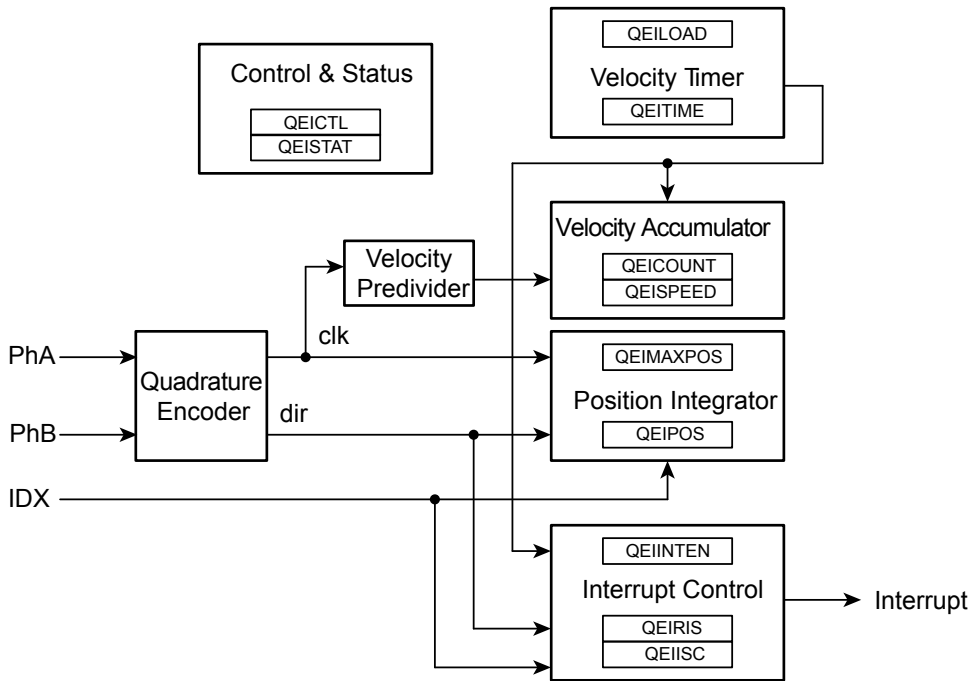 QEILOAD
Velocity Timer
QEITIME
Control & Status
QEICTL
QEISTAT
Velocity Accumulator
QEICOUNT
QEISPEED
Velocity
Predivider
clk
PhA
PhB
IDX
Quadrature
Encoder
dir
QEIMAXPOS
Position Integrator
QEIPOS
QEIINTEN
Interrupt Control
QEIRIS
QEIISC
Interrupt